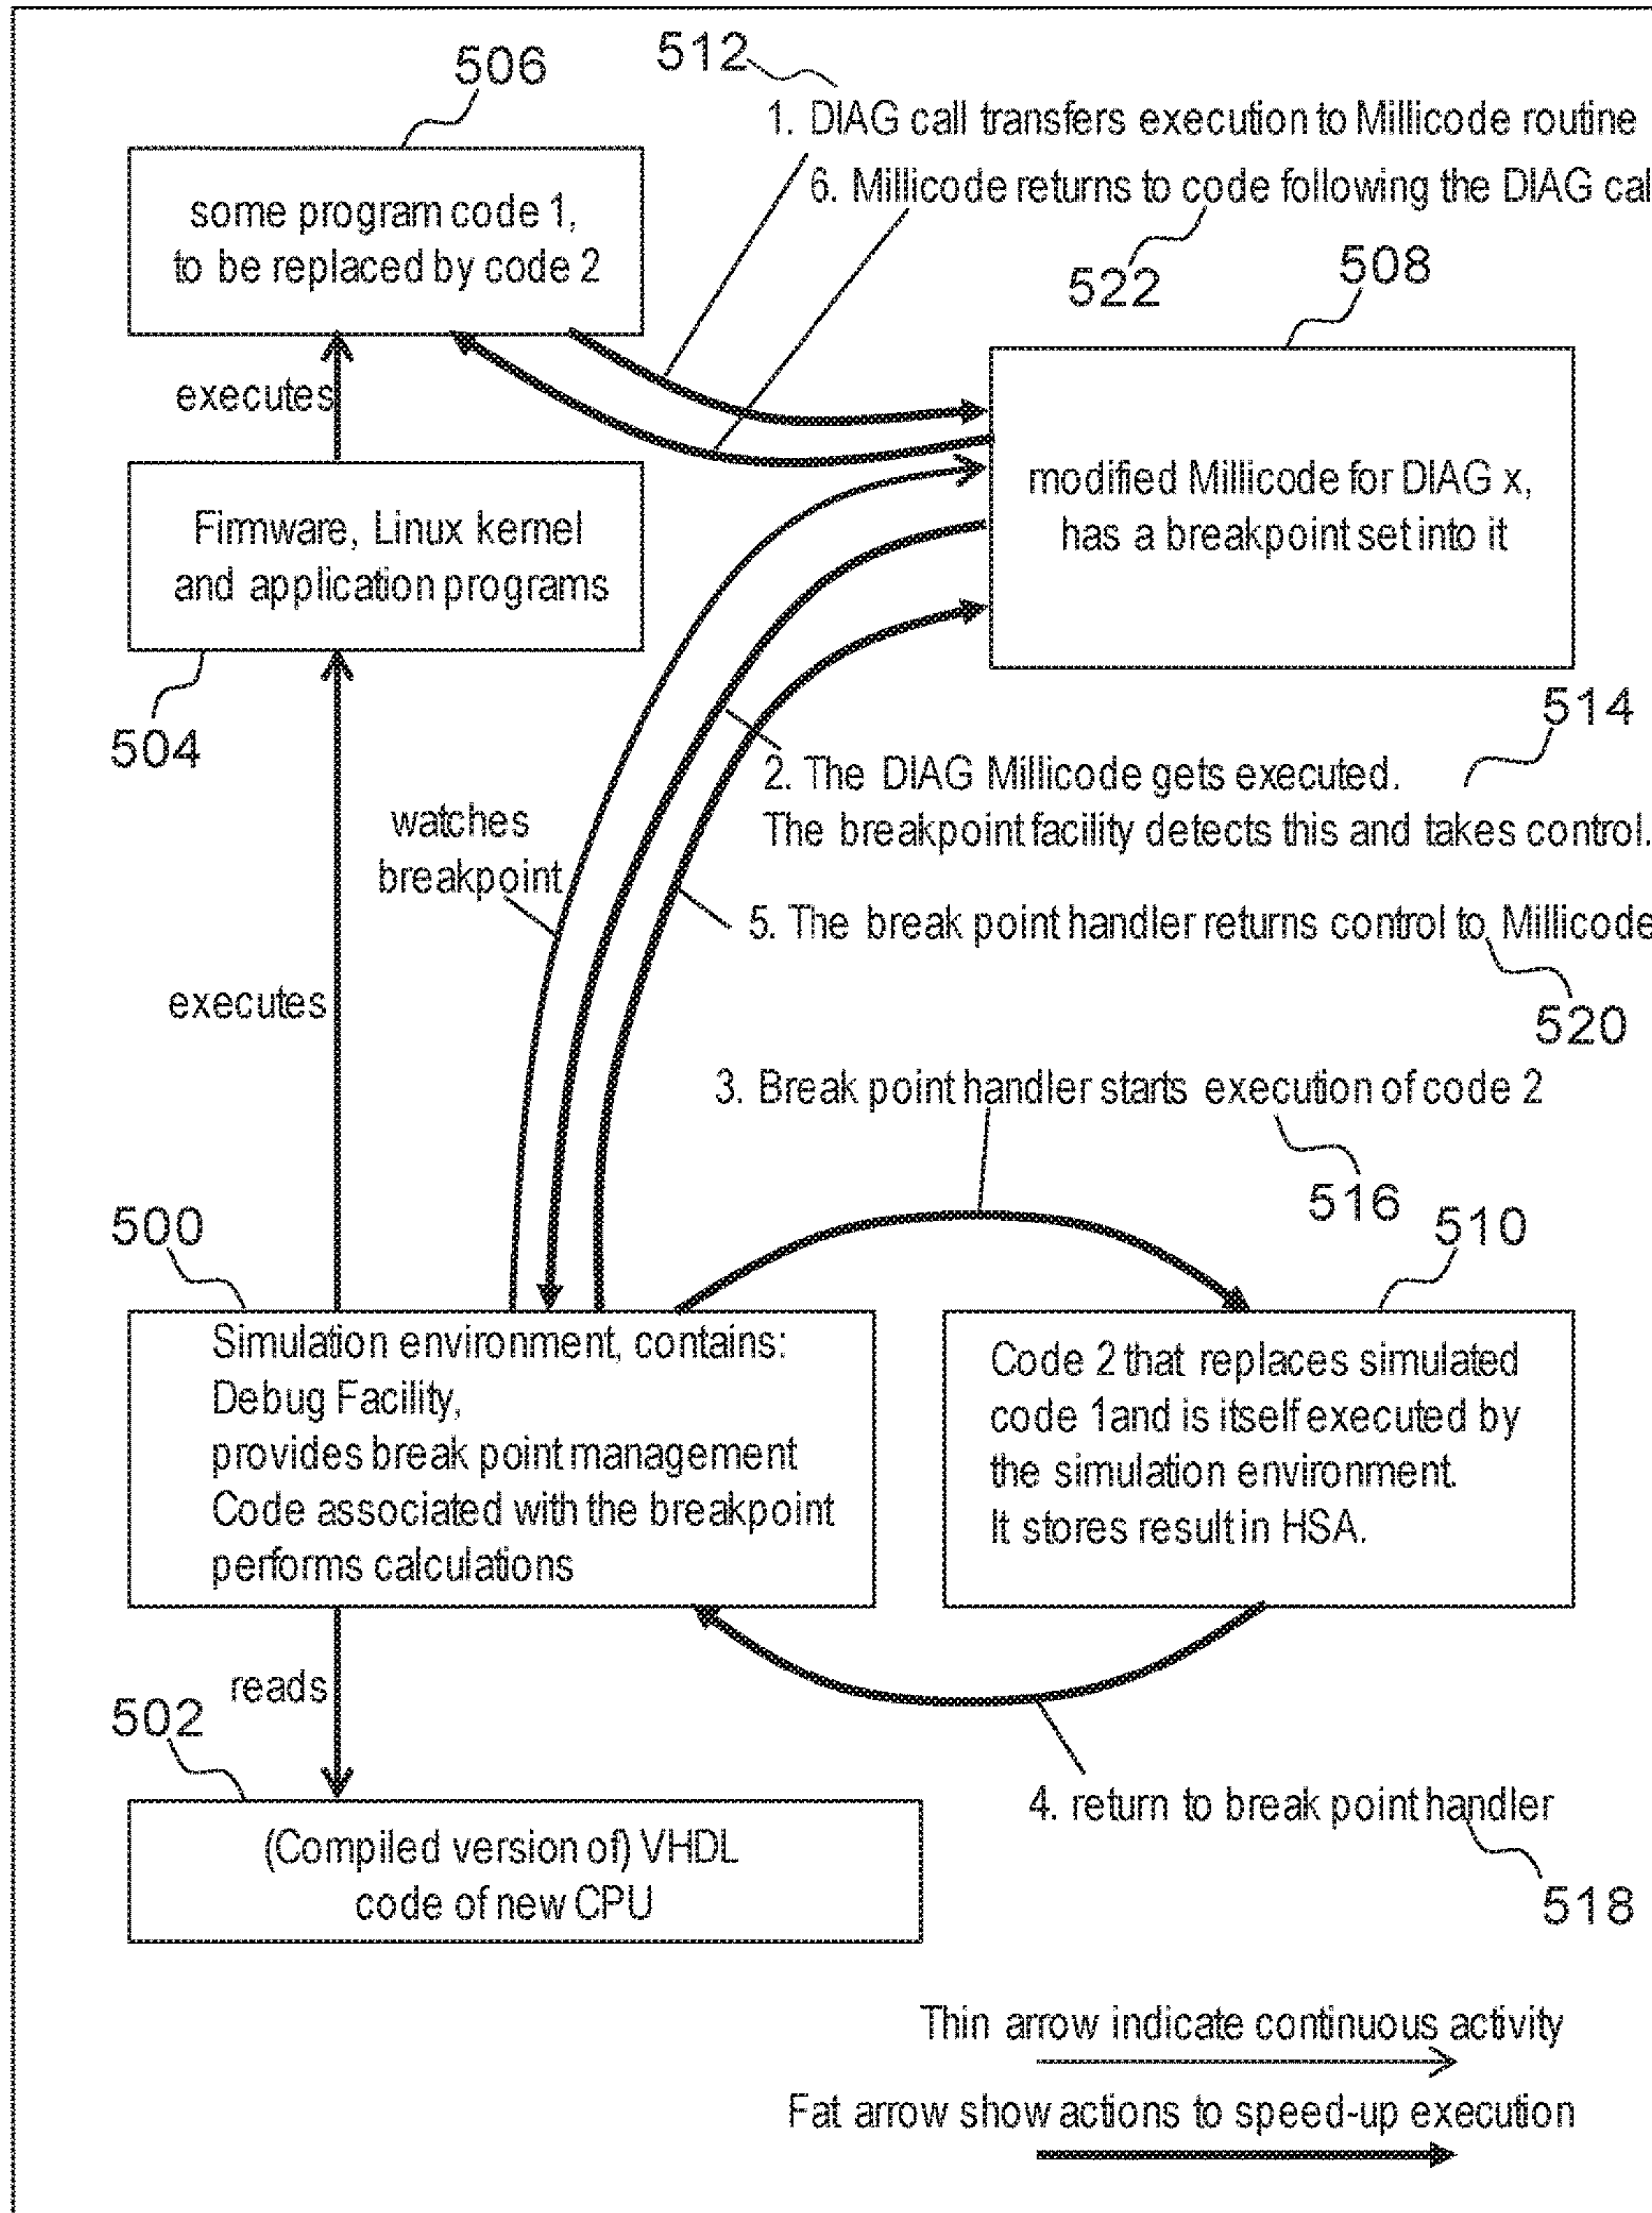 512
506
1. DIAG call transfers execution to Millicode routine
6. Millicode returns to code following the DIAG cal
some program code 1,
to be replaced by code 2
522
508
executes
modified Millicode for DIAG x,
has a breakpoint set into it
Firmware, Linux kernel
and application programs
504
514
2. The DIAG Millicode gets executed.
The breakpoint facility detects this and takes control.
watches
breakpoint
5. The break point handler returns control to Millicode
executes
520
3. Break point handler starts execution of code 2
516
500
510
Simulation environment, contains:
Debug Facility,
provides break point management
Code associated with the breakpoint
performs calculations
Code 2 that replaces simulated
code 1and is itself executed by
the simulation environment.
It stores result in HSA.
reads
502
4. return to break point handler
(Compiled version of) VHDL
code of new CPU
518
Thin arrow indicate continuous activity
Fat arrow show actions to speed-up execution